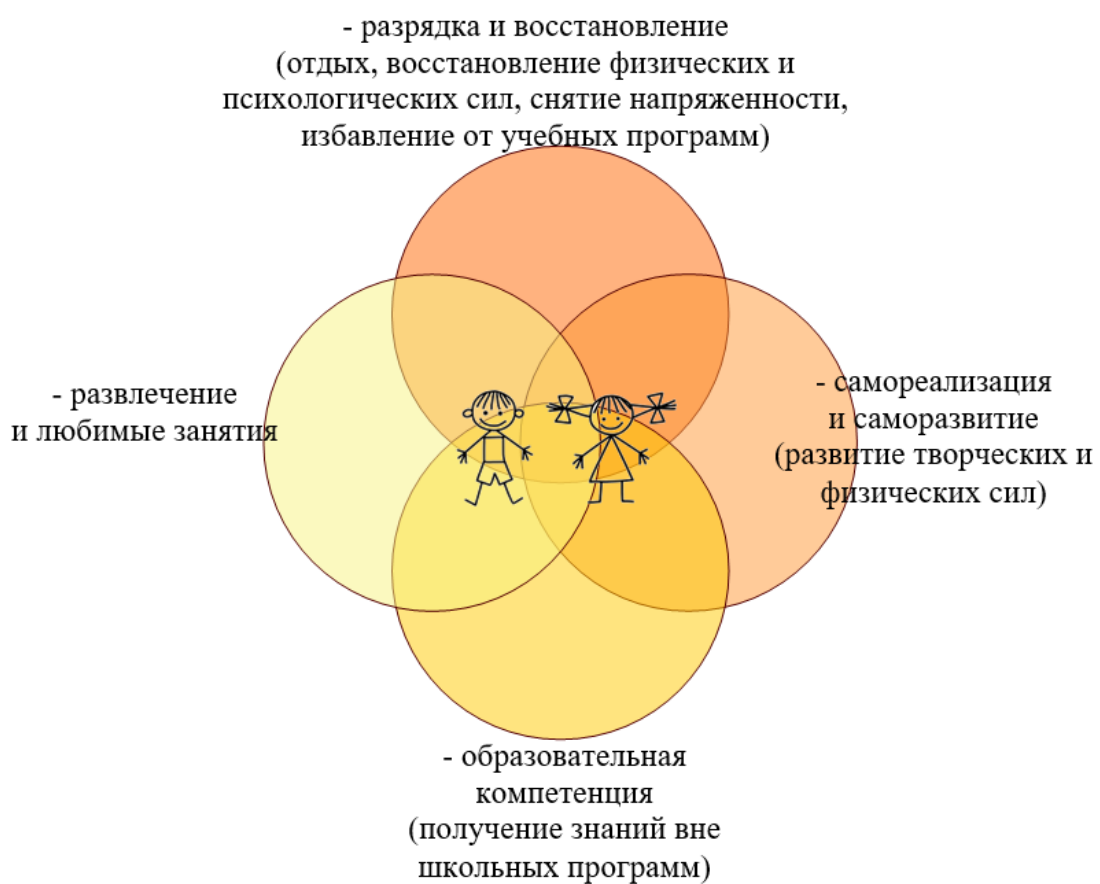 - разрядка и восстановление
(отдых, восстановление физических и
психологических сил, снятие напряженности,
избавление от учебных программ)
- развлечение
и любимые занятия
- самореализация
и саморазвитие
(развитие творческих и
физических сил)
- образовательная
компетенция
(получение знаний вне
школьных программ)